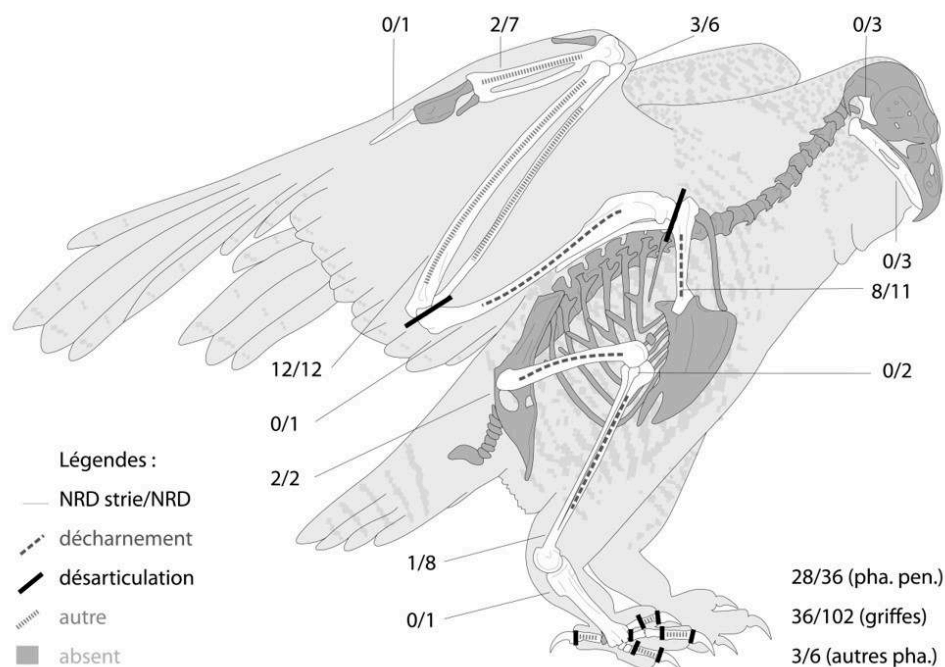 0/1
2/7
3/6
0/3
0/3
8/11
12/12
0/2
0/1
2/2
Légendes :
NRD strie/NRD
décharnement
1/8
désarticulation
28/36 (pha. pen.)
autre
0/1
36/102 (griffes)
absent
3/6 (autres pha.)